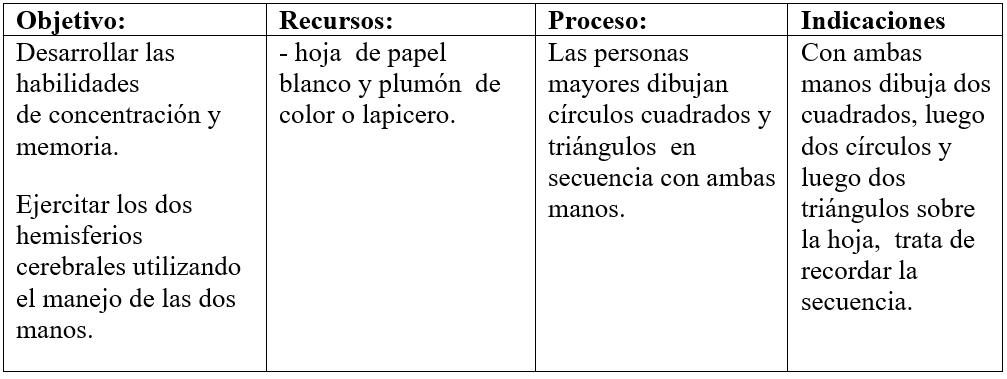 Objetivo:
Desarrollar las
habilidades
de concentración y
memoria.
Ejercitar los dos
hemisferios
cerebrales utilizando
el manejo de las dos
manos.
Recursos:
- hoja  de papel
blanco y plumón  de
color o lapicero.
Proceso:
Las personas
mayores dibujan
círculos cuadrados y
triángulos  en
secuencia con ambas
manos.
Indicaciones
Con ambas
manos dibuja dos
cuadrados, luego
dos círculos y
luego dos
triángulos sobre
la hoja,  trata de
recordar la
secuencia.